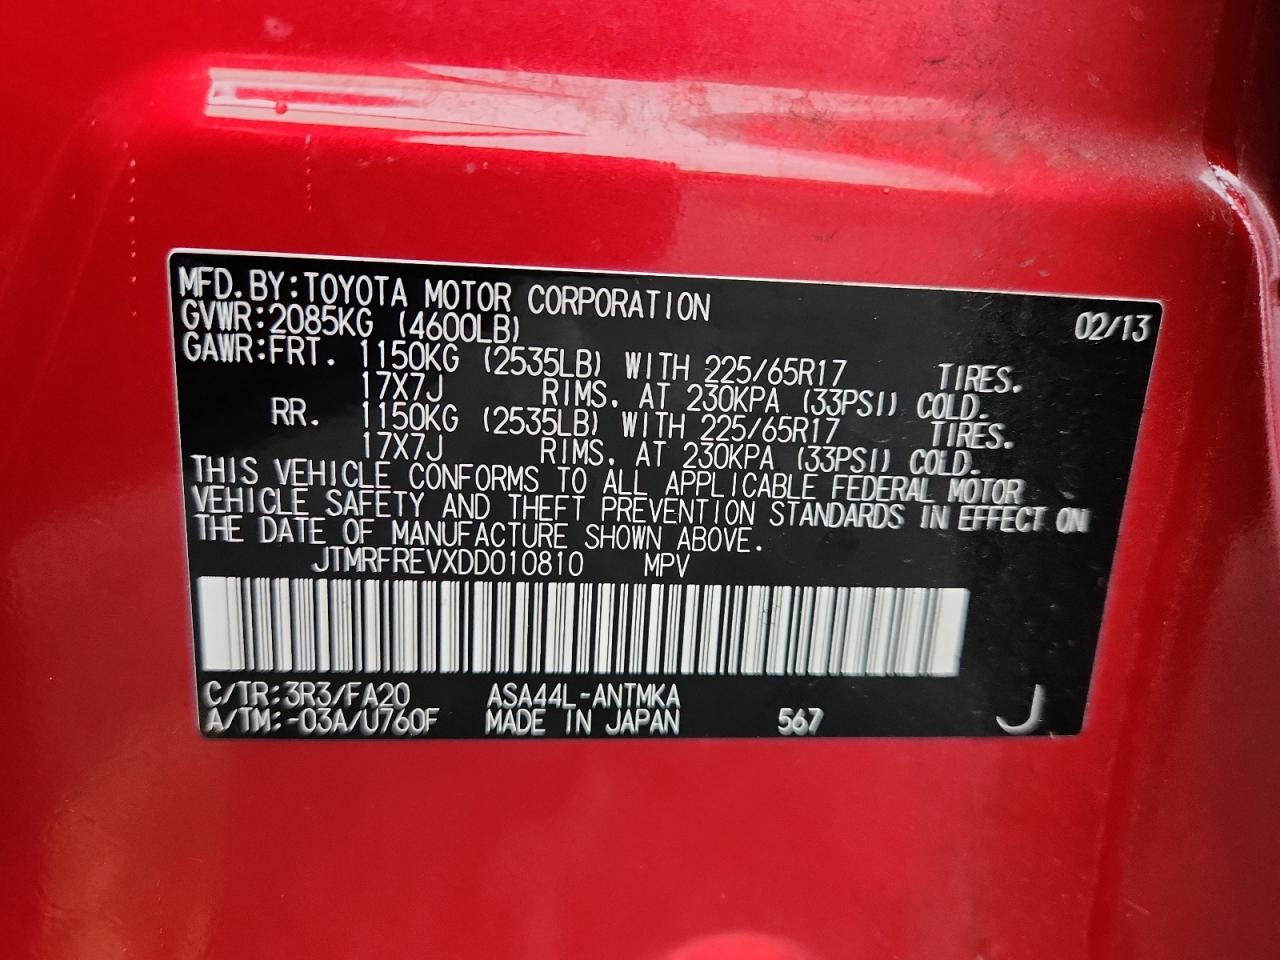 MFD.BY:TOYOTA MOTOR CORPORATION 02/13
GVWR:2085KG (4600LB)
GAWR:FRT. 1150KG (2535LB) WITH 225/65R17 TIRES.
17X7J RIMS, AT 230KPA (33PSI) COLD.
RR. 1150KG (2535LB) WITH 225/65R17 TIRES.
17X7J RIMS, AT 230KPA (33PSI) COLD.
THIS VEHICLE CONFORMS TO ALL APPLICABLE FEDERAL MOTOR
VEHICLE SAFETY AND THEFT PREVENTION STANDARDS IN EFFECT ON
THE DATE OF MANUFACTURE SHOWN ABOVE.
JTMRFREVXDD010810 MPV
C/TR:3R3/FA20 ASA44L-ANTMKA
A/TM:-03A/U760F MADE IN JAPAN 567 J